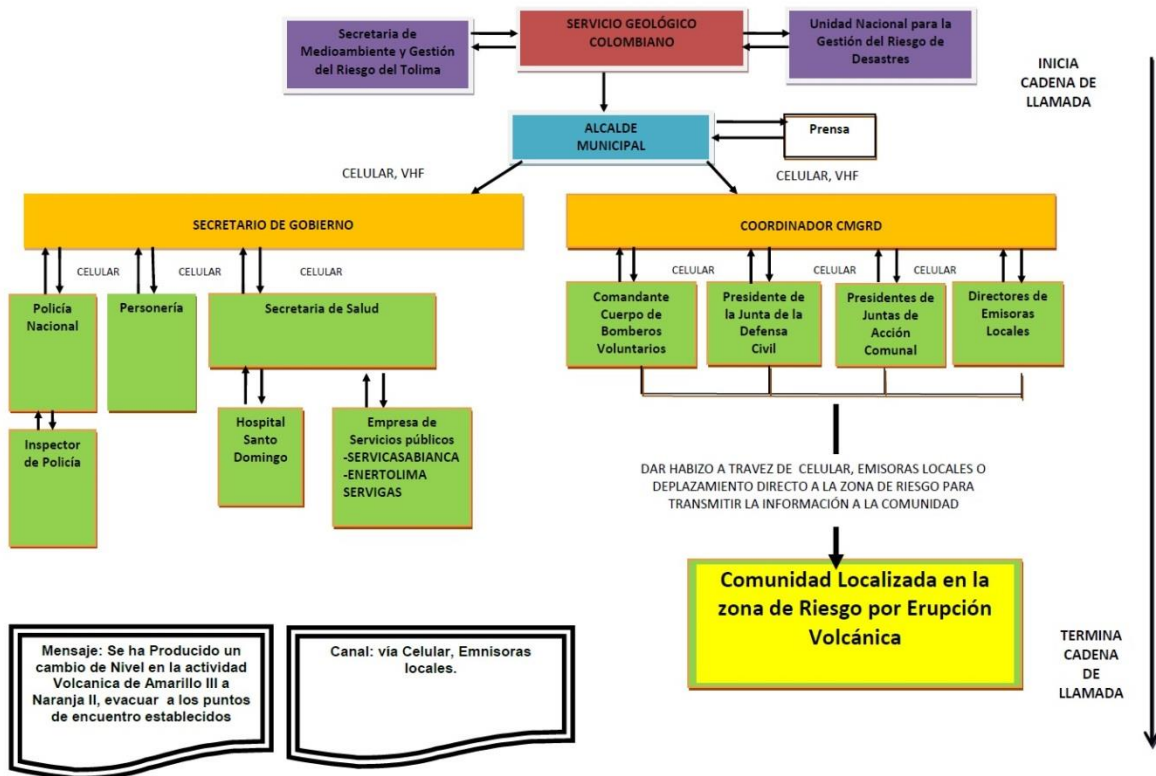 Secretaria de
Medioambiente y Gestión
del Riesgo del Tolima
SERVICIO GEOLÓGICO
COLOMBIANO
Unidad Nacional para la
Gestión del Riesgo de
Desastres
INICIA
CADENA DE
LLAMADA
ALCALDE
MUNICIPAL
Prensa
CELULAR, VHF
CELULAR, VHF
SECRETARIO DE GOBIERNO
COORDINADOR CMGRD
CELULAR
CELULAR
CELULAR
CELULAR
CELULAR
CELULAR
Policía
Nacional
Personería
Secretaria de Salud
Comandante
Cuerpo de
Bomberos
Voluntarios
Presidente de
la Junta de la
Defensa
Civil
Presidentes de
Juntas de
Acción
Comunal
Directores de
Emisoras
Locales
Inspector
de Policía
Hospital
Santo
Domingo
Empresa de
Servicios públicos
-SERVICASABIANCA
-ENERTOLIMA
SERVIGAS
DAR HABIZO A TRAVEZ DE CELULAR, EMISORAS LOCALES O
DEPLAZAMIENTO DIRECTO A LA ZONA DE RIESGO PARA
TRANSMITIR LA INFORMACIÓN A LA COMUNIDAD
Comunidad Localizada en la
zona de Riesgo por Erupción
Volcánica
TERMINA
CADENA
DE
LLAMADA
Mensaje: Se ha Producido un
cambio de Nivel en la actividad
Volcanica de Amarillo III a
Naranja II, evacuar a los puntos
de encuentro establecidos
Canal: vía Celular, Emnisoras
locales.